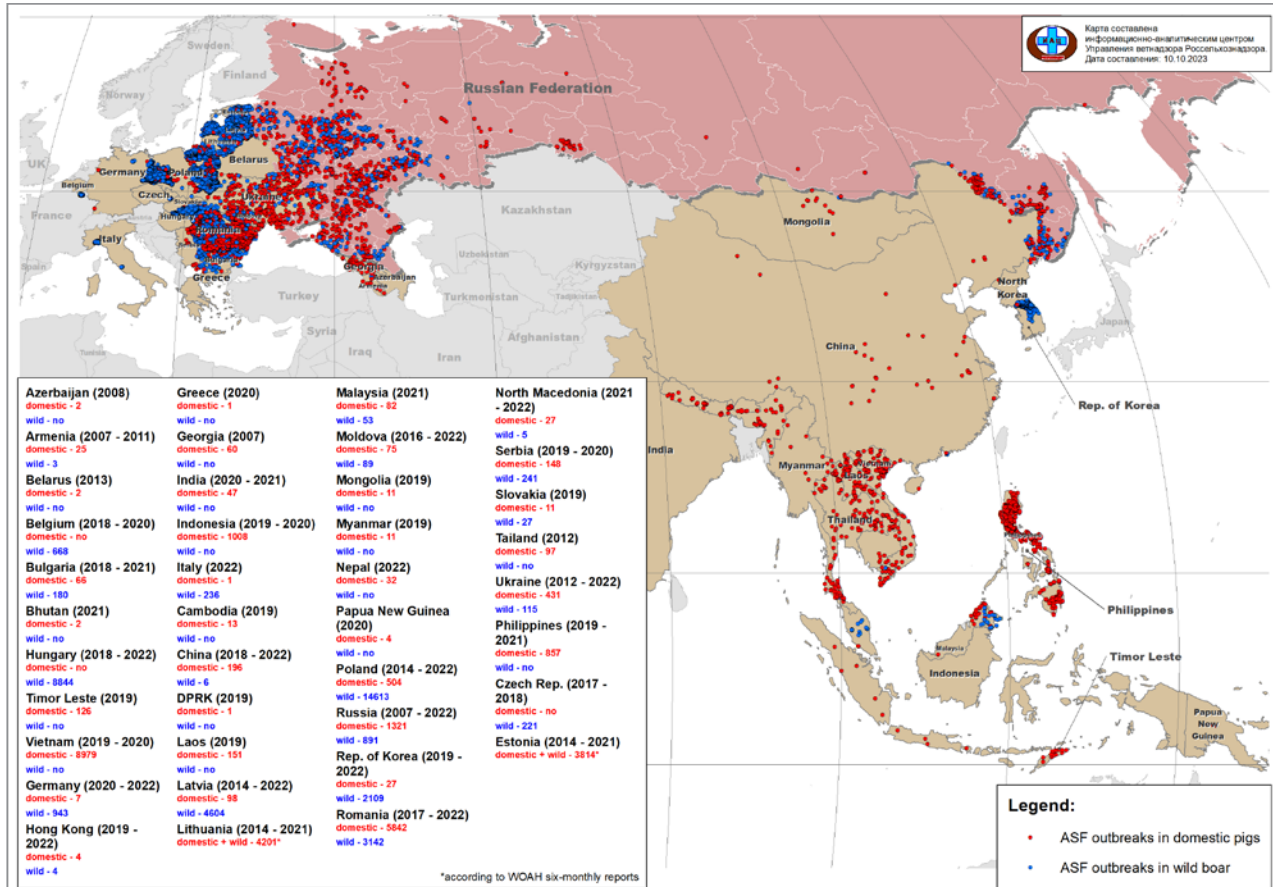 Карта составлена
информационно-аналитическим центром
Управления ветнадзора Россельхознадзора.
Дата составления: 10.10.2023
Sweden
Finland
Norway
Russian Federation
Estonia
Latvia
UK
Belarus
Germany
Poland
Belgium
Czech
Ukraine
Slovakia
France
Hungary
Kazakhstan
Mongolia
Romania
Italy
Georgia
Uzbekistan
Kyrgyzstan
Azerbaijan
Armenia
Spain
Greece
Turkey
Turkmenistan
Tadjikistan
North
Korea
Japan
Syria
Afghanistan
Tunisia
Iraq
Iran
China
Rep. of Korea
India
Myanmar
Vietnam
Laos
Thailand
Philippines
Timor Leste
Malaysia
Indonesia
Papua
New
Guinea
Azerbaijan (2008)
domestic - 2
wild - no
Armenia (2007 - 2011)
domestic - 25
wild - 3
Belarus (2013)
domestic - 2
wild - no
Belgium (2018 - 2020)
domestic - no
wild - 668
Bulgaria (2018 - 2021)
domestic - 66
wild - 180
Bhutan (2021)
domestic - 2
wild - no
Hungary (2018 - 2022)
domestic - no
wild - 8844
Timor Leste (2019)
domestic - 126
wild - no
Vietnam (2019 - 2020)
domestic - 8979
wild - no
Germany (2020 - 2022)
domestic - 7
wild - 943
Hong Kong (2019 -
2022)
domestic - 4
wild - 4
Greece (2020)
domestic - 1
wild - no
Georgia (2007)
domestic - 60
wild - no
India (2020 - 2021)
domestic - 47
wild - no
Indonesia (2019 - 2020)
domestic - 1008
wild - no
Italy (2022)
domestic - 1
wild - 236
Cambodia (2019)
domestic - 13
wild - no
China (2018 - 2022)
domestic - 196
wild - 6
DPRK (2019)
domestic - 1
wild - no
Laos (2019)
domestic - 151
wild - no
Latvia (2014 - 2022)
domestic - 98
wild - 4604
Lithuania (2014 - 2021)
domestic + wild - 4201*
Malaysia (2021)
domestic - 82
wild - 53
Moldova (2016 - 2022)
domestic - 75
wild - 89
Mongolia (2019)
domestic - 11
wild - no
Myanmar (2019)
domestic - 11
wild - no
Nepal (2022)
domestic - 32
wild - no
Papua New Guinea
(2020)
domestic - 4
wild - no
Poland (2014 - 2022)
domestic - 504
wild - 14613
Russia (2007 - 2022)
domestic - 1321
wild - 891
Rep. of Korea (2019 -
2022)
domestic - 27
wild - 2109
Romania (2017 - 2022)
domestic - 5842
wild - 3142
North Macedonia (2021
- 2022)
domestic - 27
wild - 5
Serbia (2019 - 2020)
domestic - 148
wild - 241
Slovakia (2019)
domestic - 11
wild - 27
Tailand (2012)
domestic - 97
wild - no
Ukraine (2012 - 2022)
domestic - 431
wild - 115
Philippines (2019 -
2021)
domestic - 857
wild - no
Czech Rep. (2017 -
2018)
domestic - no
wild - 221
Estonia (2014 - 2021)
domestic + wild - 3814*
*according to WOAH six-monthly reports
Legend:
ASF outbreaks in domestic pigs
ASF outbreaks in wild boar